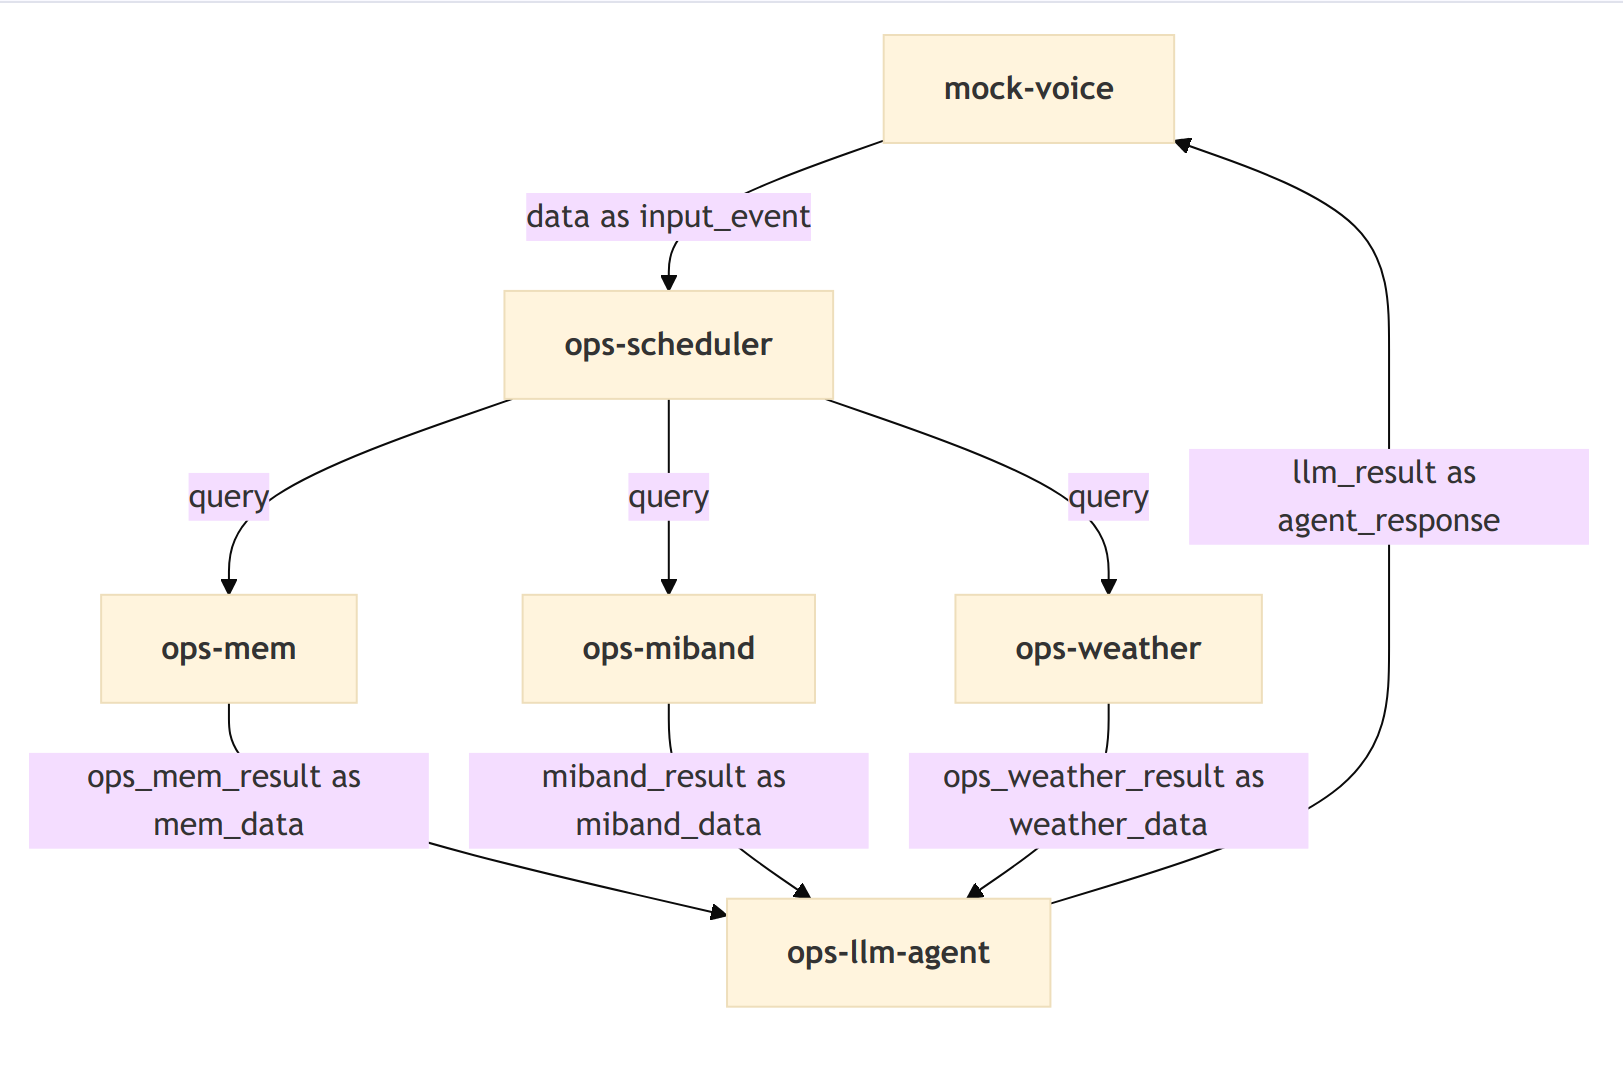 mock-voice
data as input_event
ops-scheduler
query
query
query
llm_result as
agent_response
ops-mem
ops-miband
ops-weather
ops_mem_result as
mem_data
miband_result as
miband_data
ops_weather_result as
weather_data
ops-llm-agent